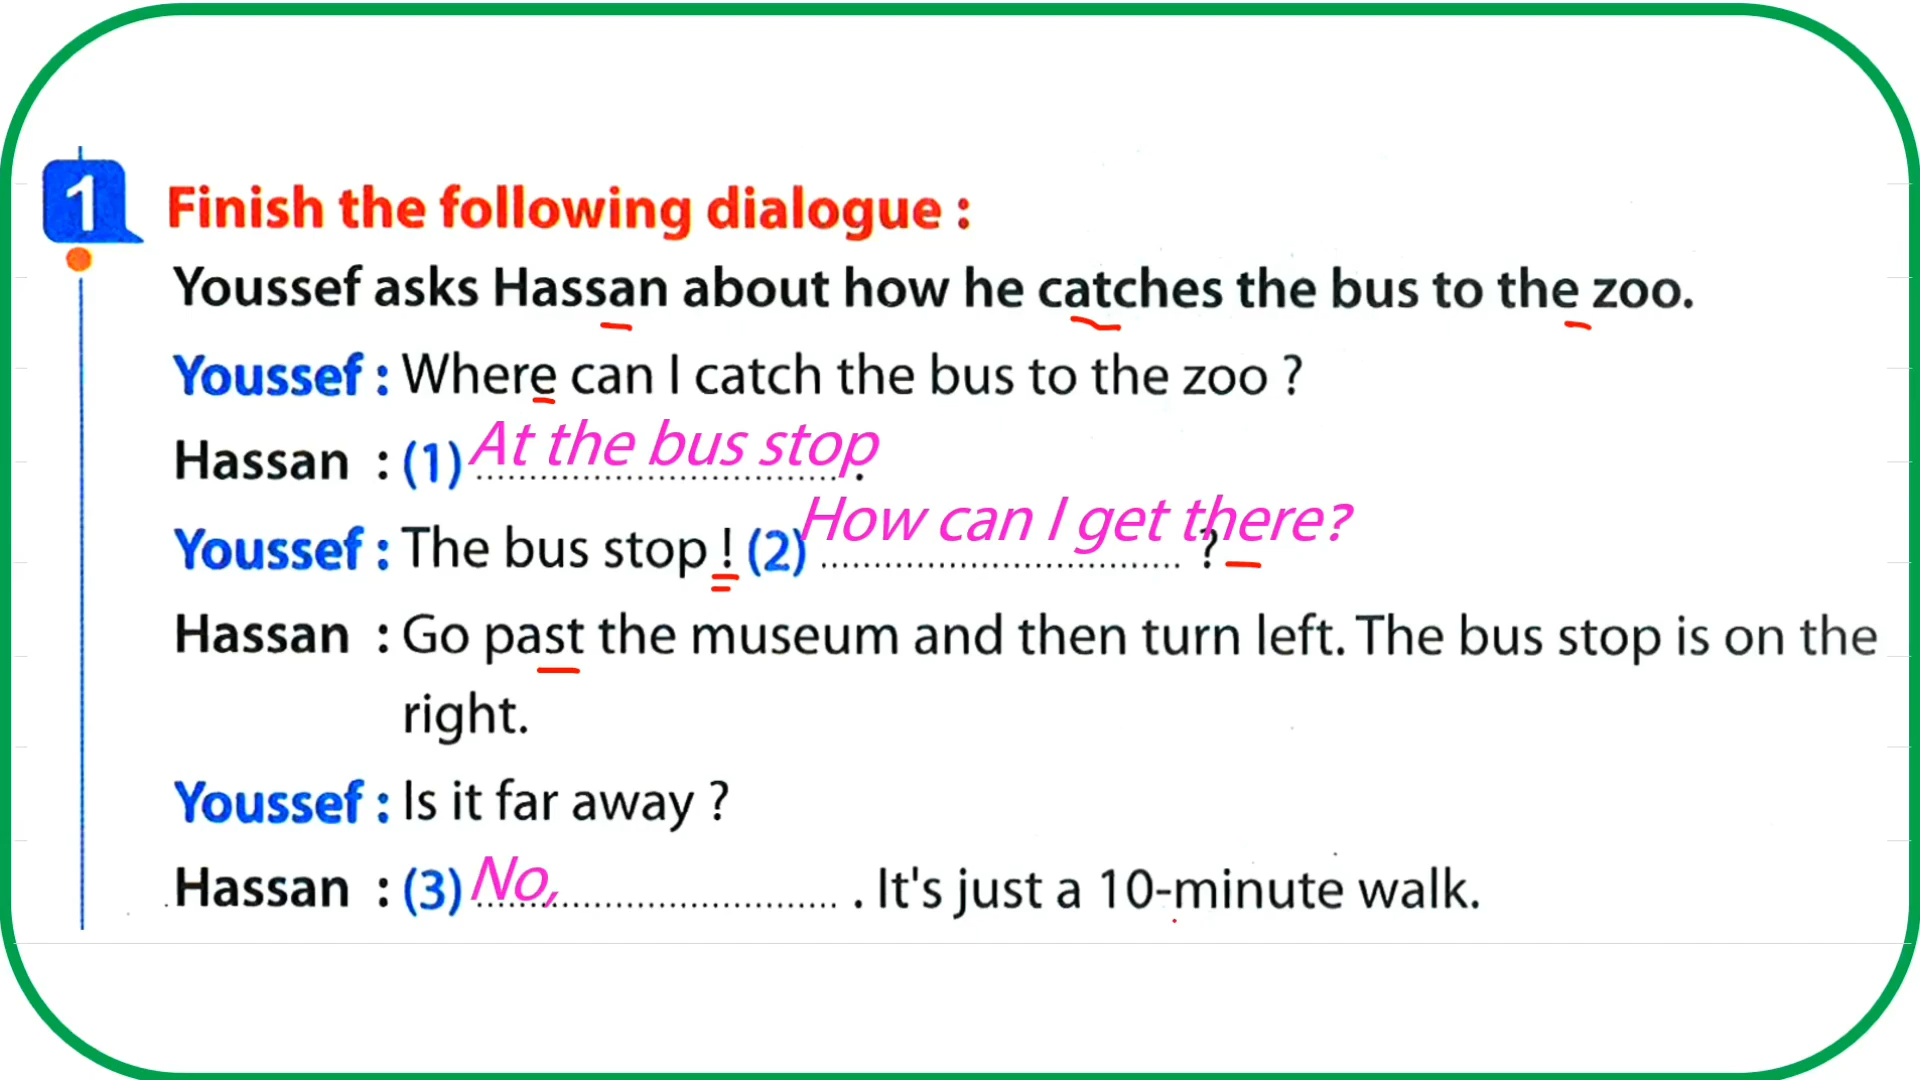 1 Finish the following dialogue :
Youssef asks Hassan about how he catches the bus to the zoo.
Youssef : Where can I catch the bus to the zoo ?
Hassan : (1) At the bus stop .
Youssef : The bus stop ! (2) How can I get there? ?
Hassan : Go past the museum and then turn left. The bus stop is on the
right.
Youssef : Is it far away ?
Hassan : (3) No, . It's just a 10-minute walk.